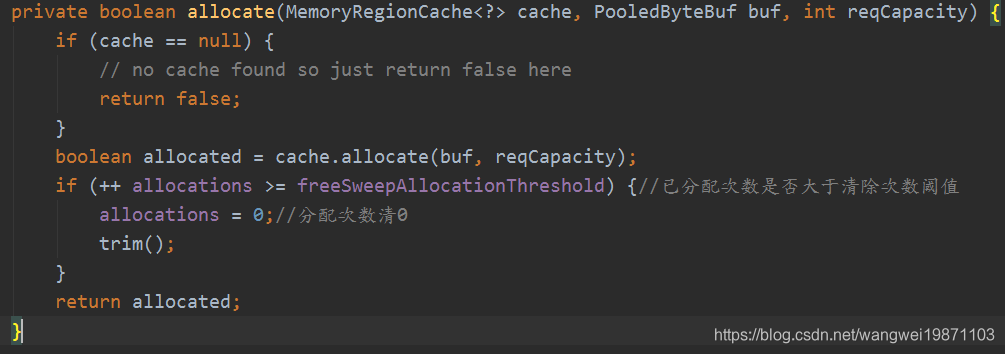 private boolean allocate(MemoryRegionCache<?> cache, PooledByteBuf buf, int reqCapacity) {
    if (cache == null) {
        // no cache found so just return false here
        return false;
    }
    boolean allocated = cache.allocate(buf, reqCapacity);
    if (++ allocations >= freeSweepAllocationThreshold) {//已分配次数是否大于清除次数阈值
        allocations = 0;//分配次数清0
        trim();
    }
    return allocated;
}
https://blog.csdn.net/wangwei19871103